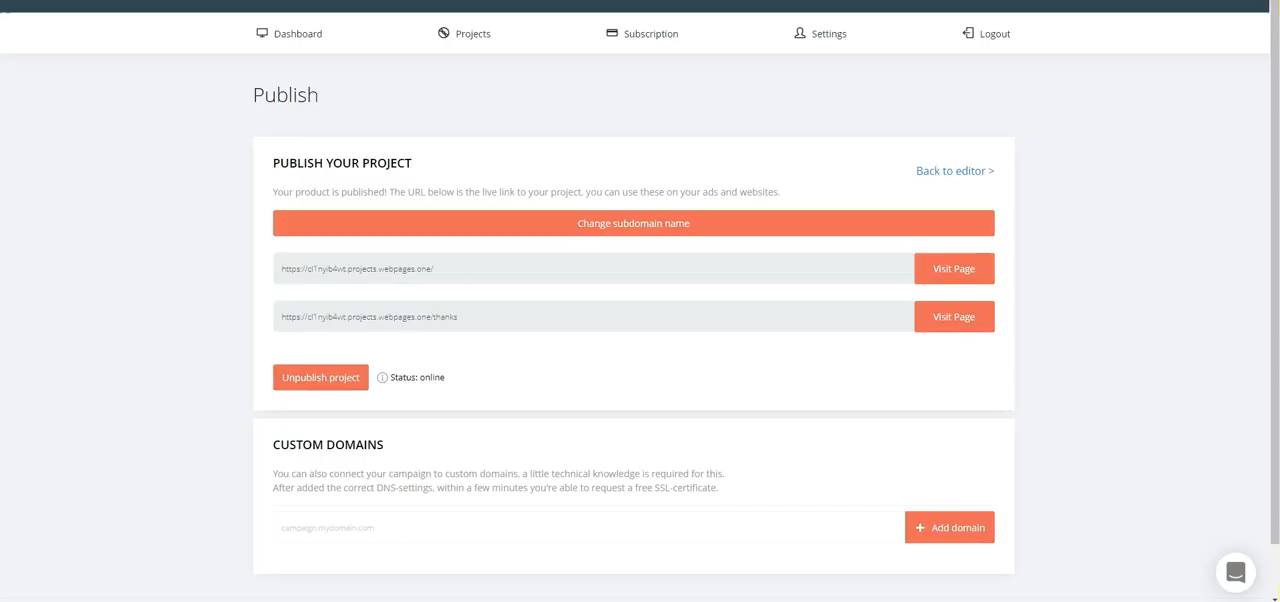 Dashboard
Projects
Subscription
Settings
Logout
Publish
PUBLISH YOUR PROJECT
Back to editor >
Your product is published! The URL below is the live link to your project, you can use these on your ads and websites.
Change subdomain name
https://cl1nyib4wt.projects.webpages.one/
Visit Page
https://cl1nyib4wt.projects.webpages.one/thanks
Visit Page
Unpublish project
Status: online
CUSTOM DOMAINS
You can also connect your campaign to custom domains, a little technical knowledge is required for this.
After added the correct DNS-settings, within a few minutes you're able to request a free SSL-certificate.
campaign.mydomain.com
+ Add domain